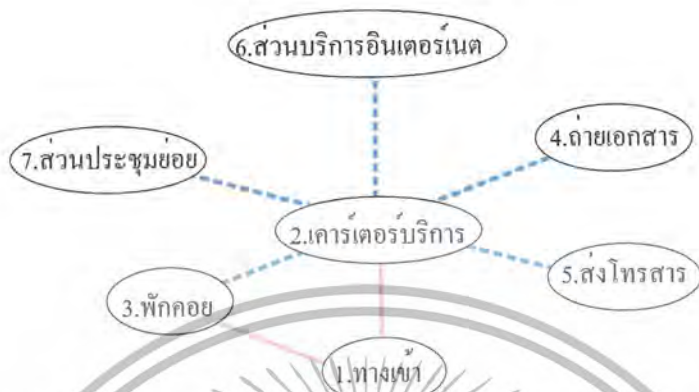 6.ส่วนบริการอินเตอร์เนต
4.ถ่ายเอกสาร
7.ส่วนประชุมย่อย
2.เคาร์เตอร์บริการ
5.ส่งโทรสาร
3.พักคอย
1.ทางเข้า